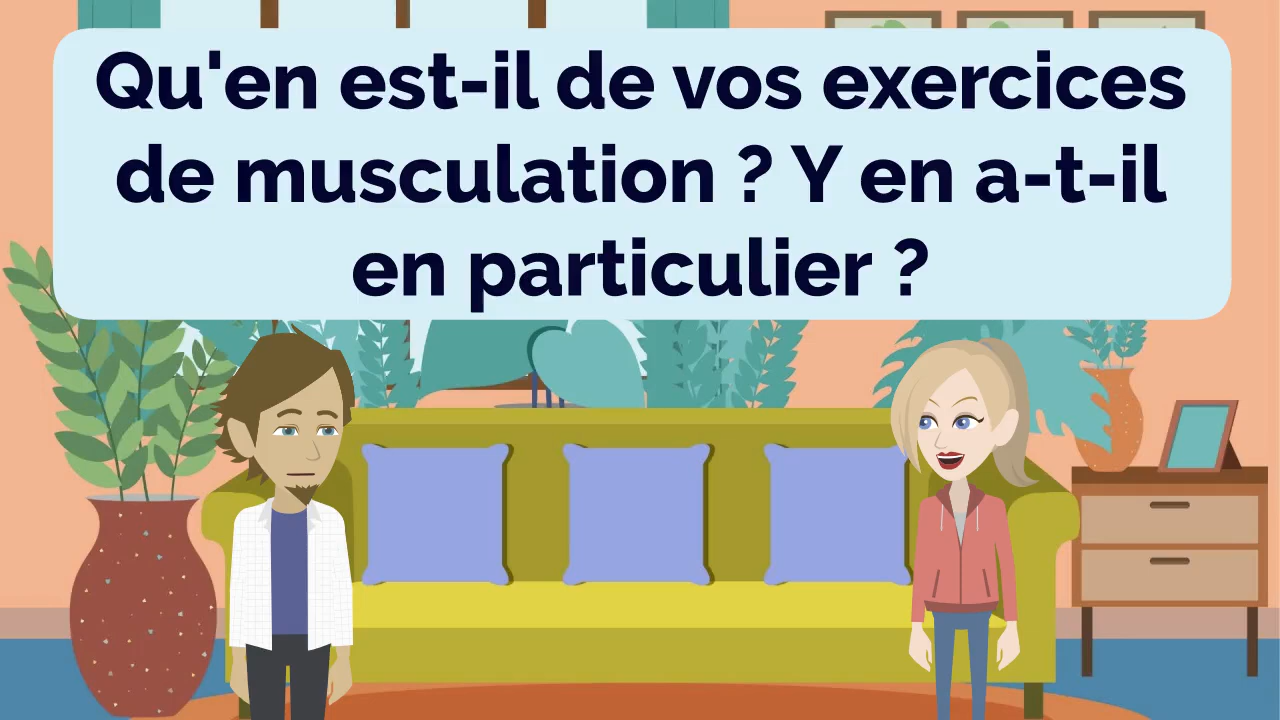 Qu'en est-il de vos exercices
de musculation ? Y en a-t-il
en particulier ?